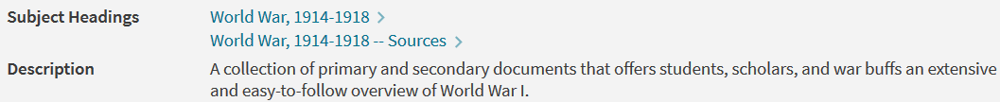 Subject Headings World War, 1914-1918 >
World War, 1914-1918 -- Sources >
Description A collection of primary and secondary documents that offers students, scholars, and war buffs an extensive
and easy-to-follow overview of World War I.